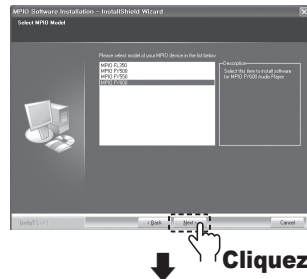 MPIO Software Installation - InstallShield Wizard
Select MPIO Model
Please select model of your MPIO device in the list below
MPIO FL350
MPIO FY500
MPIO FY550
MPIO FY600
Description
Select this item to install software for MPIO FY600 Audio Player
InstallShield
< Back
Next >
Cancel
Cliquez